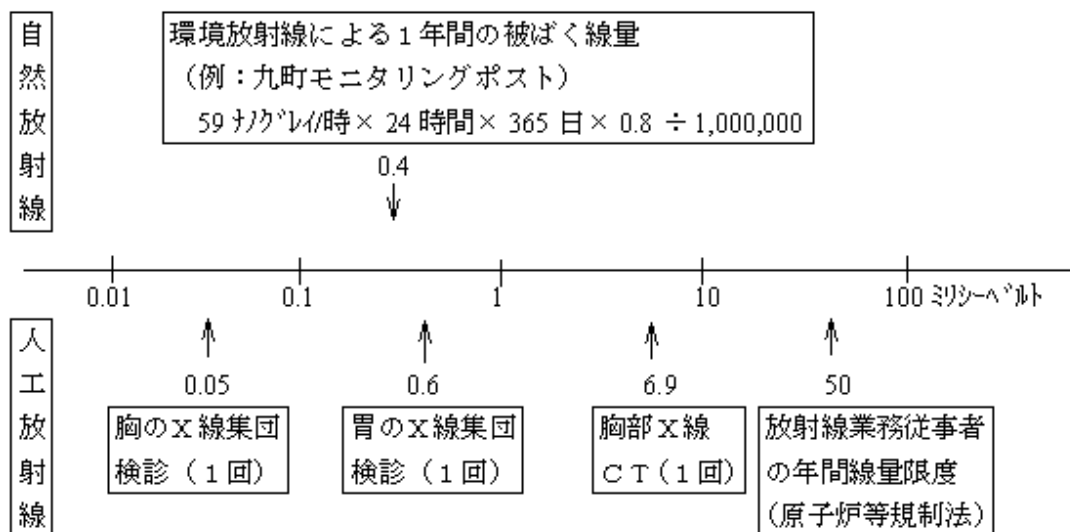 自然放射線
環境放射線による１年間の被ばく線量
（例：九町モニタリングポスト）
59 ﾅﾉｸﾞﾚｲ/時× 24 時間× 365 日× 0.8 ÷ 1,000,000
0.4
0.01 0.1 1 10 100 ﾐﾘｼｰﾍﾞﾙﾄ
人工放射線
0.05 0.6 6.9 50
胸のＸ線集団
検診（１回）
胃のＸ線集団
検診（１回）
胸部Ｘ線
ＣＴ（１回）
放射線業務従事者
の年間線量限度
（原子炉等規制法）